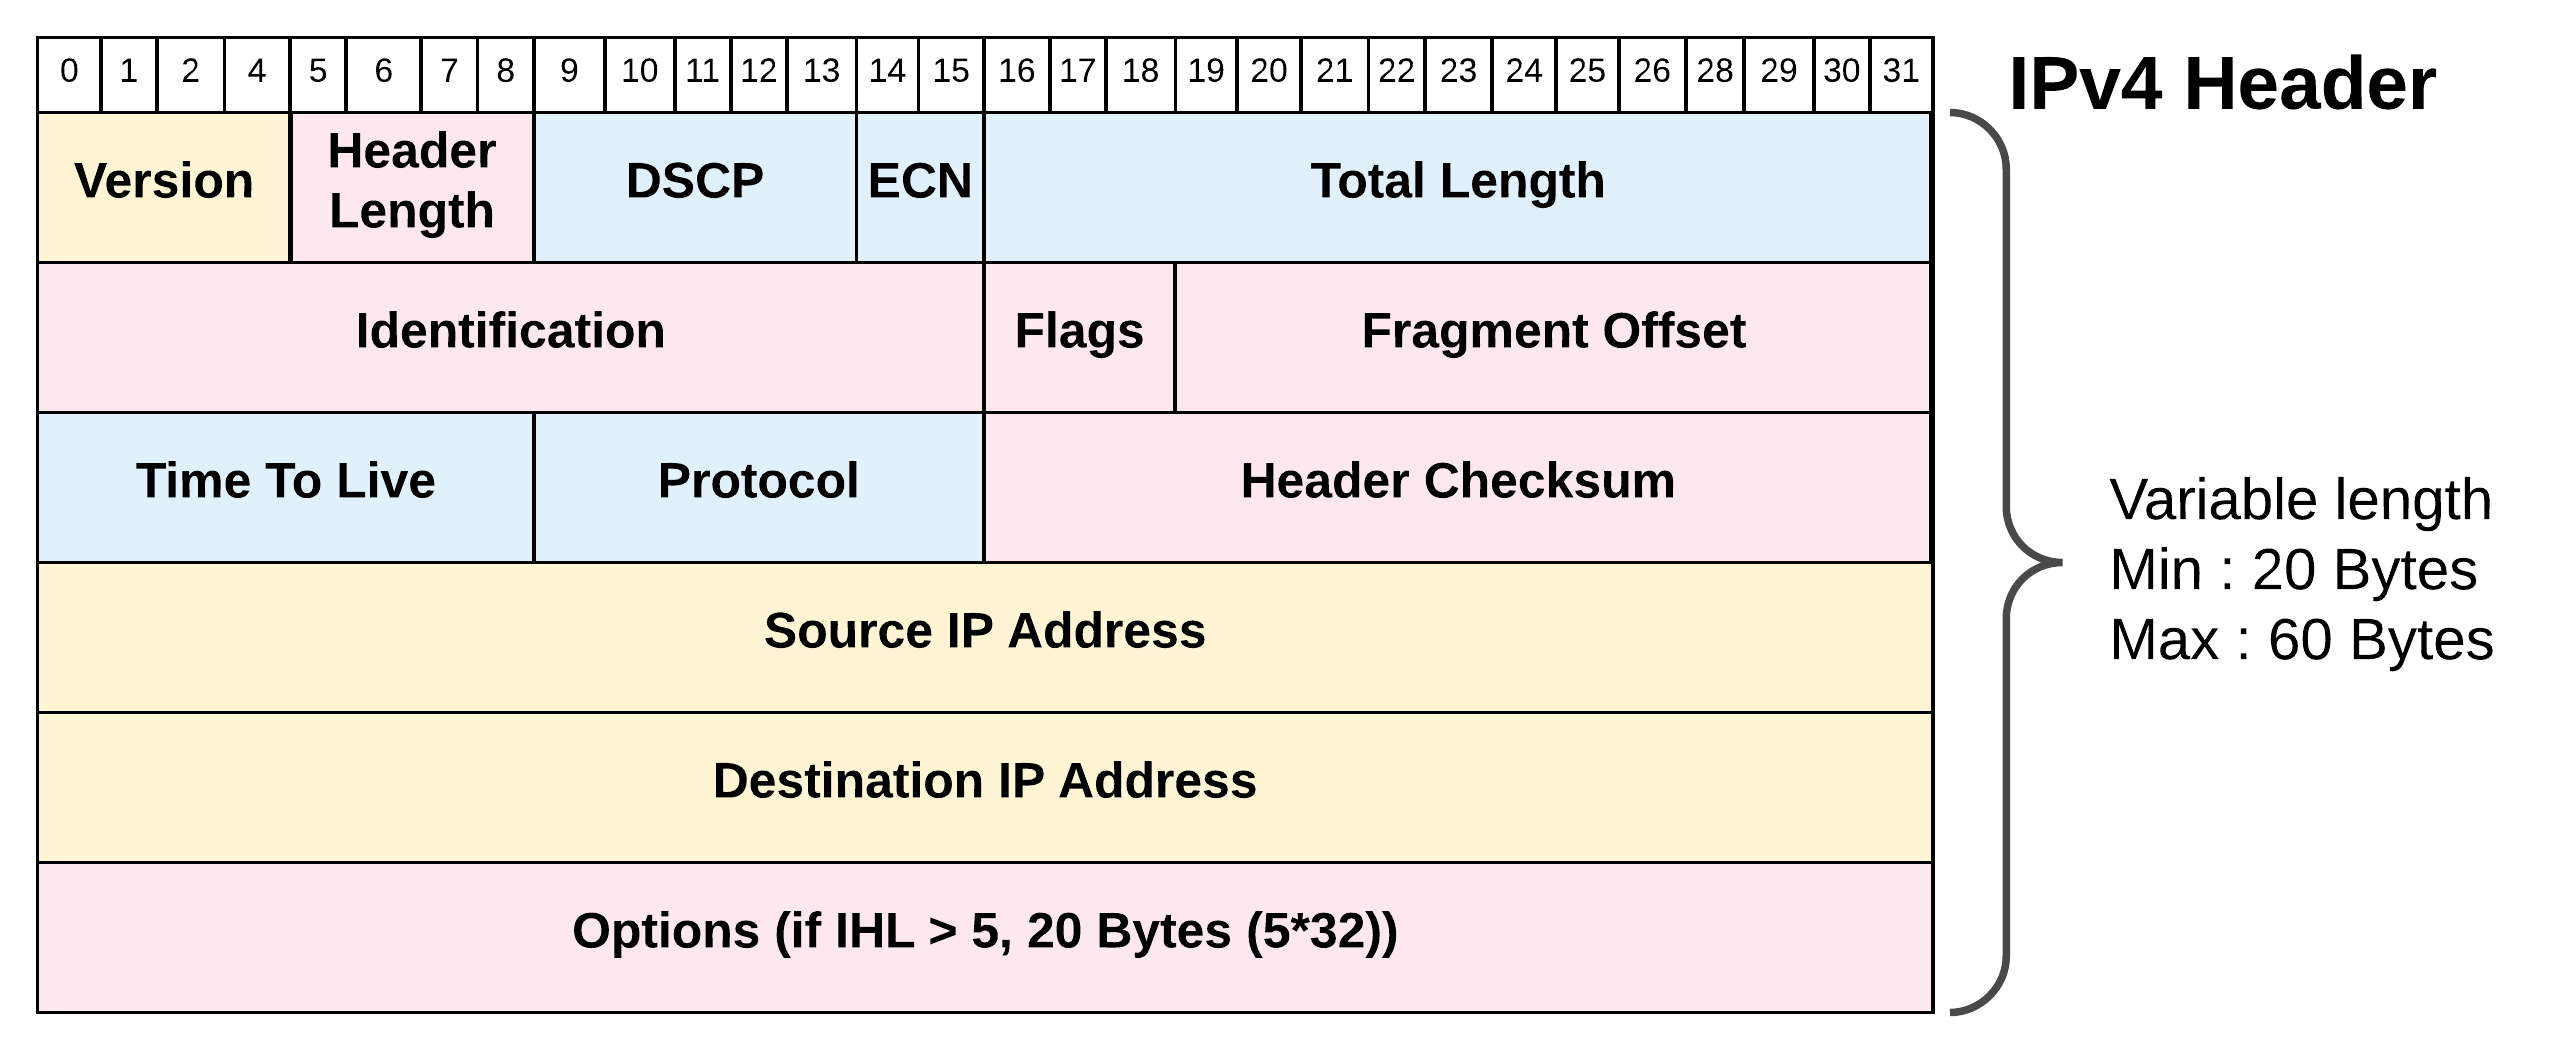 0 1 2 4 5 6 7 8 9 10 11 12 13 14 15 16 17 18 19 20 21 22 23 24 25 26 28 29 30 31
IPv4 Header
Version Header Length DSCP ECN Total Length
Identification Flags Fragment Offset
Time To Live Protocol Header Checksum
Source IP Address
Destination IP Address
Options (if IHL > 5, 20 Bytes (5*32))
Variable length
Min : 20 Bytes
Max : 60 Bytes